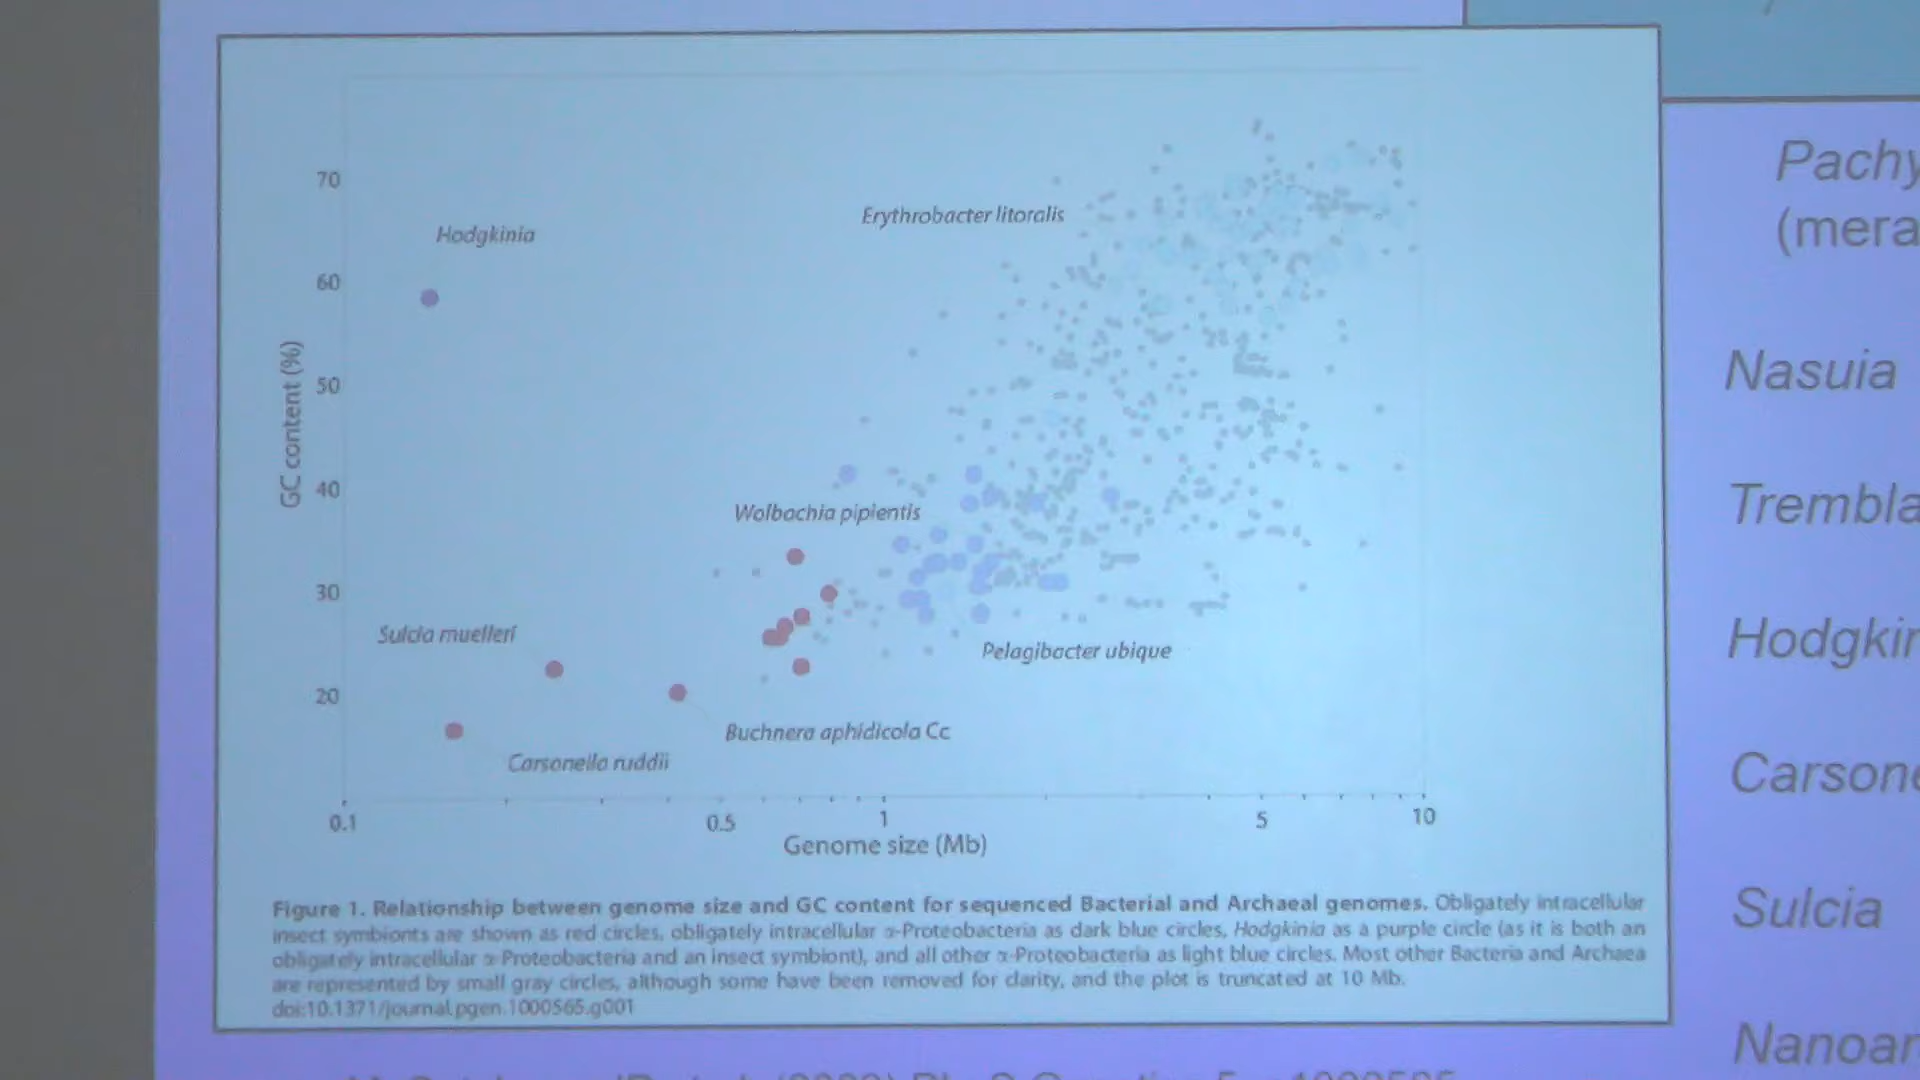 70
60
50
40
30
20
GC content (%)
Hodgkinia
Erythrobacter litoralis
Wolbachia pipientis
Sulcia muelleri
Pelagibacter ubique
Buchnera aphidicola Cc
Carsonella ruddii
0.1
0.5
1
5
10
Genome size (Mb)
Figure 1. Relationship between genome size and GC content for sequenced Bacterial and Archaeal genomes. Obligately intracellular
insect symbionts are shown as red circles, obligately intracellular α-Proteobacteria as dark blue circles, Hodgkinia as a purple circle (as it is both an
obligately intracellular α-Proteobacteria and an insect symbiont), and all other α-Proteobacteria as light blue circles. Most other Bacteria and Archaea
are represented by small gray circles, although some have been removed for clarity, and the plot is truncated at 10 Mb.
doi:10.1371/journal.pgen.1000565.g001
Pachy
(mera
Nasuia
Trembla
Hodgkin
Carsone
Sulcia
Nanoar